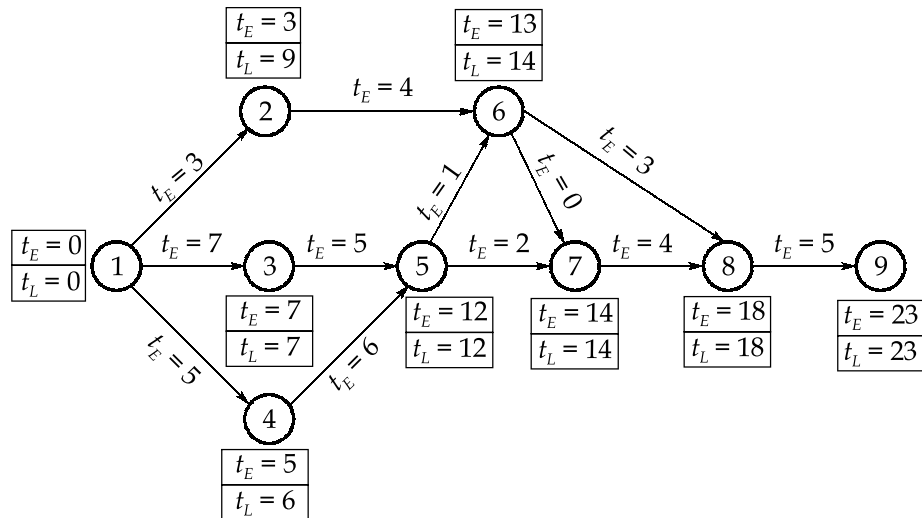 t_E = 3
t_L = 9
t_E = 13
t_L = 14
2
t_E = 4
6
t_E = 3
t_E = 1
t_E = 0
t_E = 3
t_E = 0
t_L = 0
1
t_E = 7
3
t_E = 5
5
t_E = 2
7
t_E = 4
8
t_E = 5
9
t_E = 7
t_L = 7
t_E = 12
t_L = 12
t_E = 14
t_L = 14
t_E = 18
t_L = 18
t_E = 23
t_L = 23
t_E = 5
t_E = 6
4
t_E = 5
t_L = 6